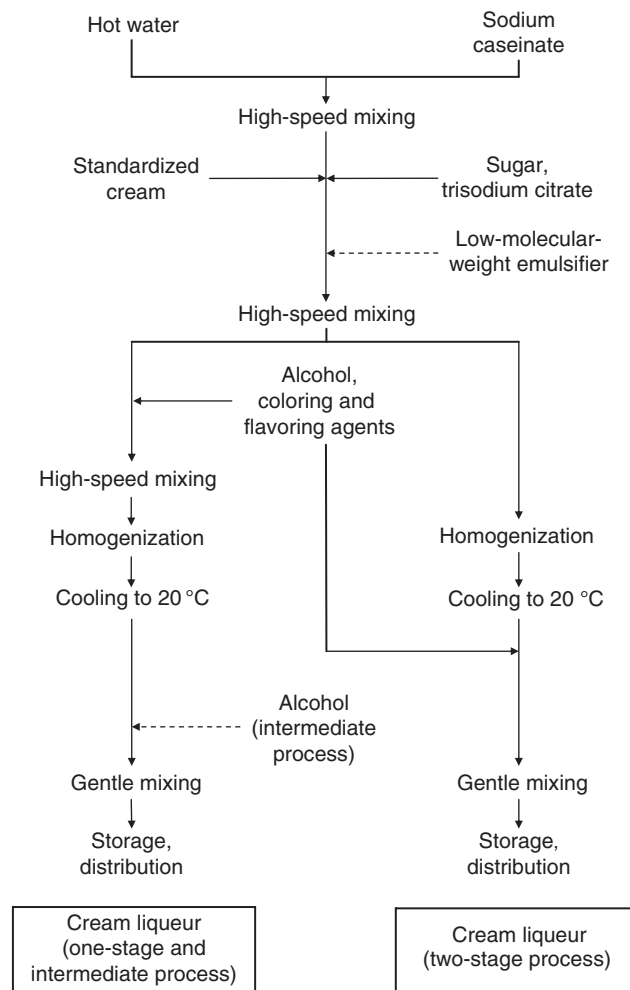 Hot water
Sodium
caseinate
High-speed mixing
Standardized
cream
Sugar,
trisodium citrate
Low-molecular-
weight emulsifier
High-speed mixing
Alcohol,
coloring and
flavoring agents
High-speed mixing
Homogenization
Cooling to 20 °C
Homogenization
Cooling to 20 °C
Alcohol
(intermediate
process)
Gentle mixing
Storage,
distribution
Gentle mixing
Storage,
distribution
Cream liqueur
(one-stage and
intermediate process)
Cream liqueur
(two-stage process)